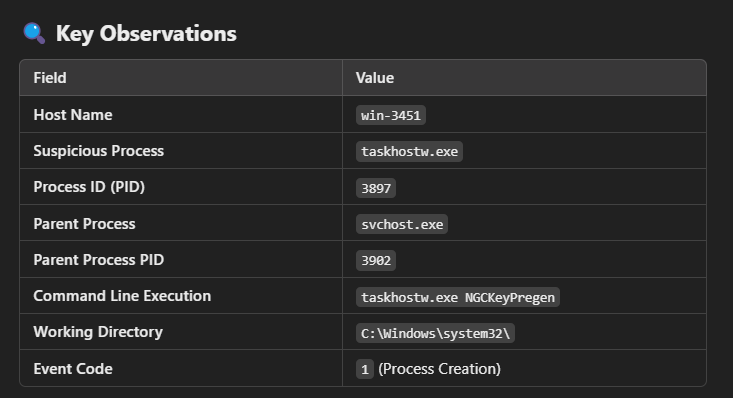 Key Observations
Field Value
Host Name win-3451
Suspicious Process taskhostw.exe
Process ID (PID) 3897
Parent Process svchost.exe
Parent Process PID 3902
Command Line Execution taskhostw.exe NGCKeyPregen
Working Directory C:\Windows\system32\
Event Code 1 (Process Creation)